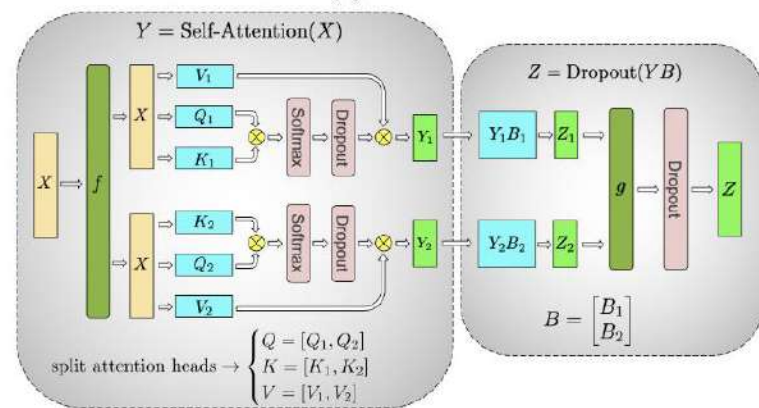 Y = Self-Attention(X)
Z = Dropout(YB)
X
f
X
V₁
Q₁
K₁
Softmax
Dropout
Y₁
Y₁B₁
Z₁
X
K₂
Q₂
V₂
Softmax
Dropout
Y₂
Y₂B₂
Z₂
g
Dropout
Z
split attention heads → { Q = [Q₁, Q₂]
K = [K₁, K₂]
V = [V₁, V₂]
B = [B₁
B₂]